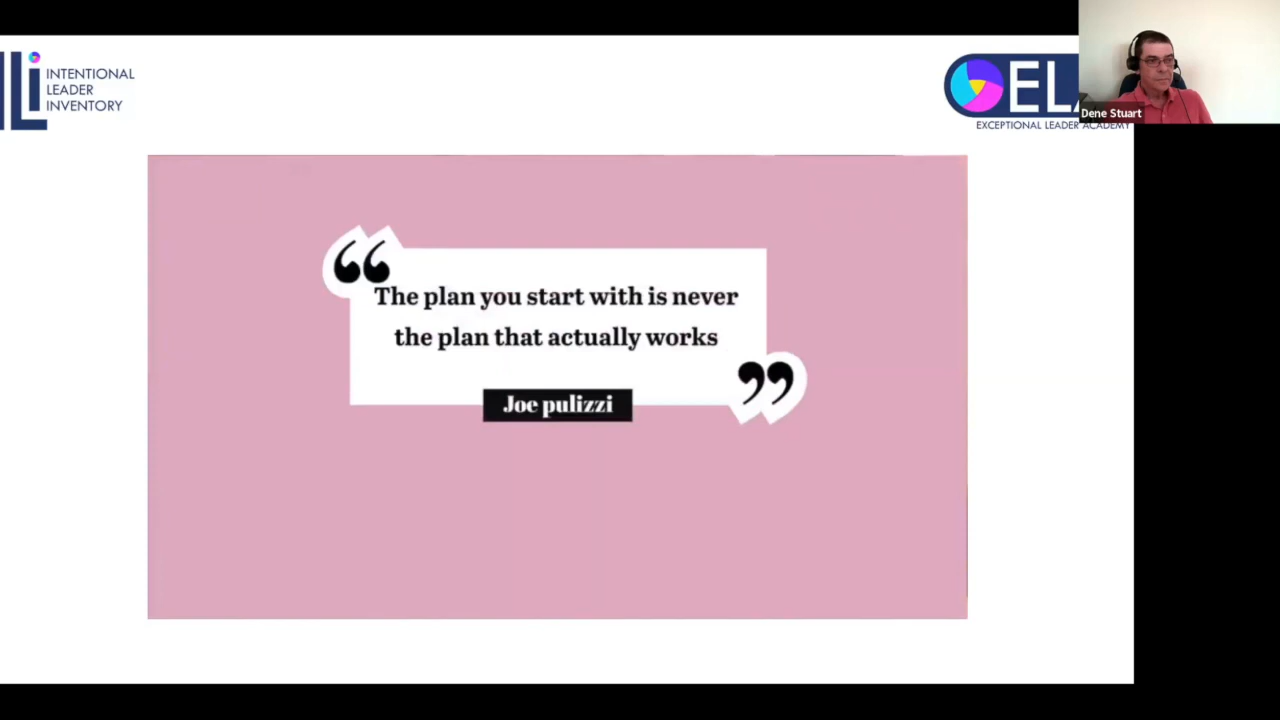 INTENTIONAL
LEADER
INVENTORY
EXCEPTIONAL LEADER ACADEMY
Dene Stuart
“
The plan you start with is never
the plan that actually works
”
Joe pulizzi